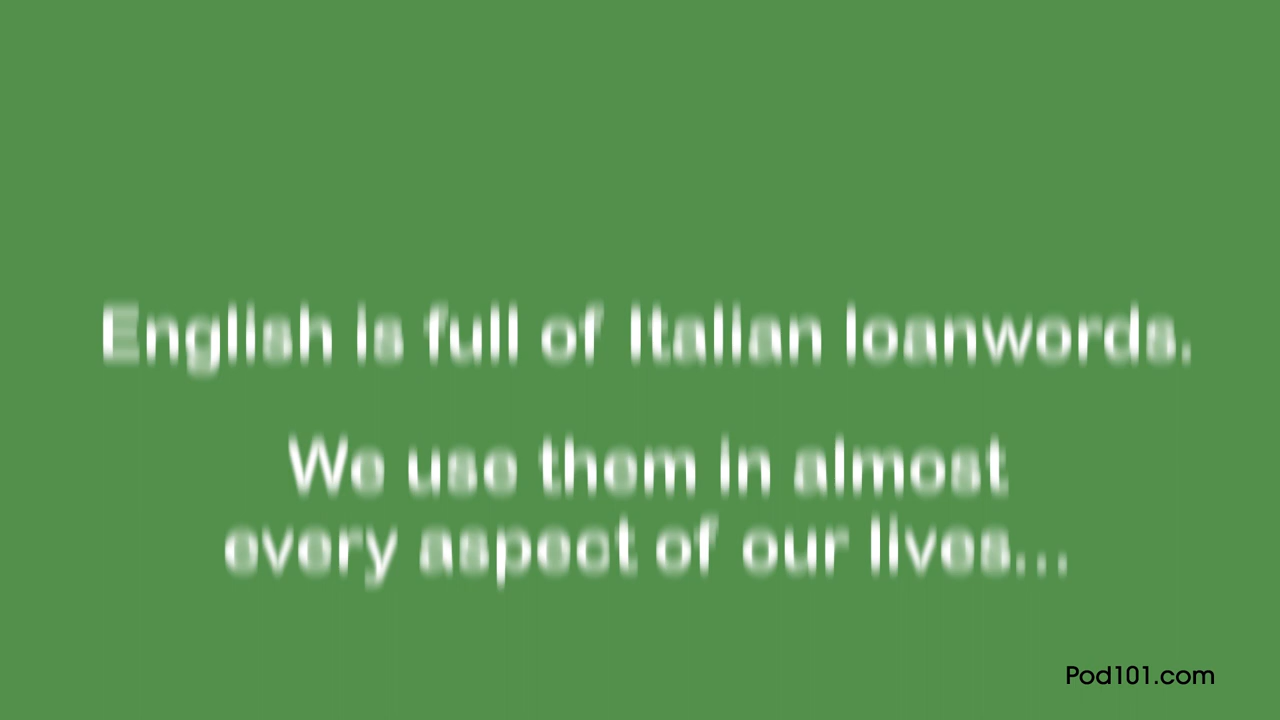 English is full of Italian loanwords.
We use them in almost
every aspect of our lives...
Pod101.com